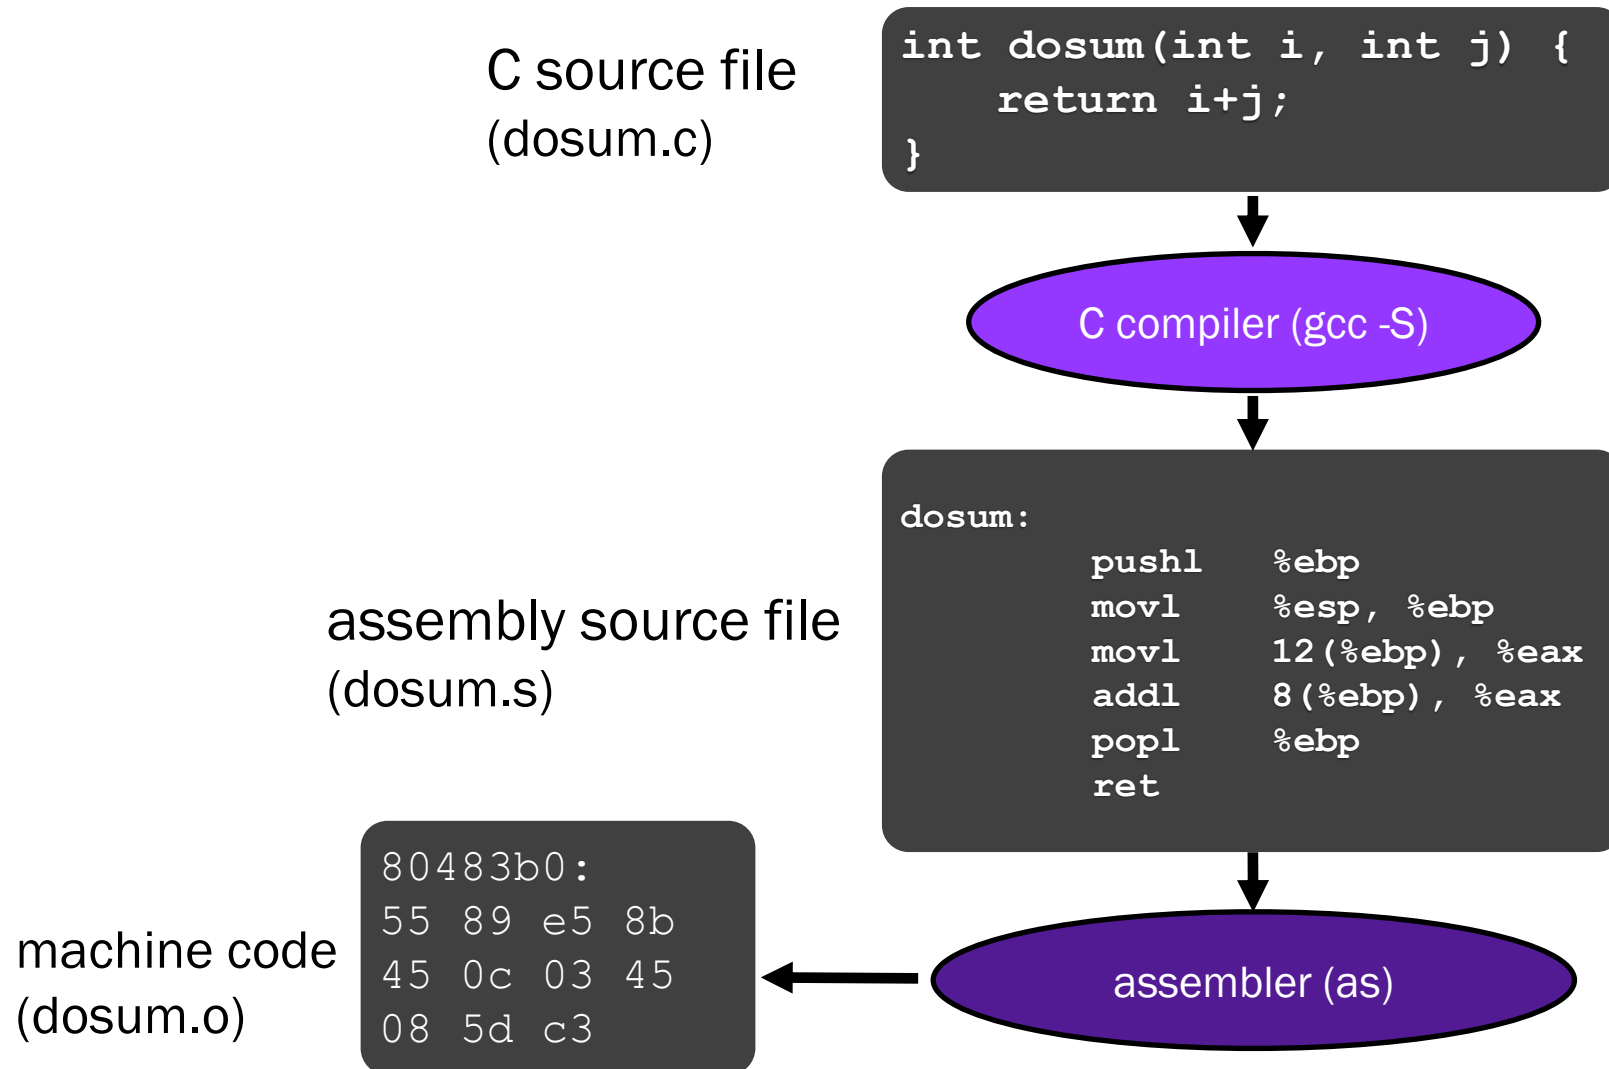 C source file
(dosum.c)
int dosum(int i, int j) {
    return i+j;
}
C compiler (gcc -S)
assembly source file
(dosum.s)
dosum:
        pushl   %ebp
        movl    %esp, %ebp
        movl    12(%ebp), %eax
        addl    8(%ebp), %eax
        popl    %ebp
        ret
assembler (as)
machine code
(dosum.o)
80483b0:
55 89 e5 8b
45 0c 03 45
08 5d c3